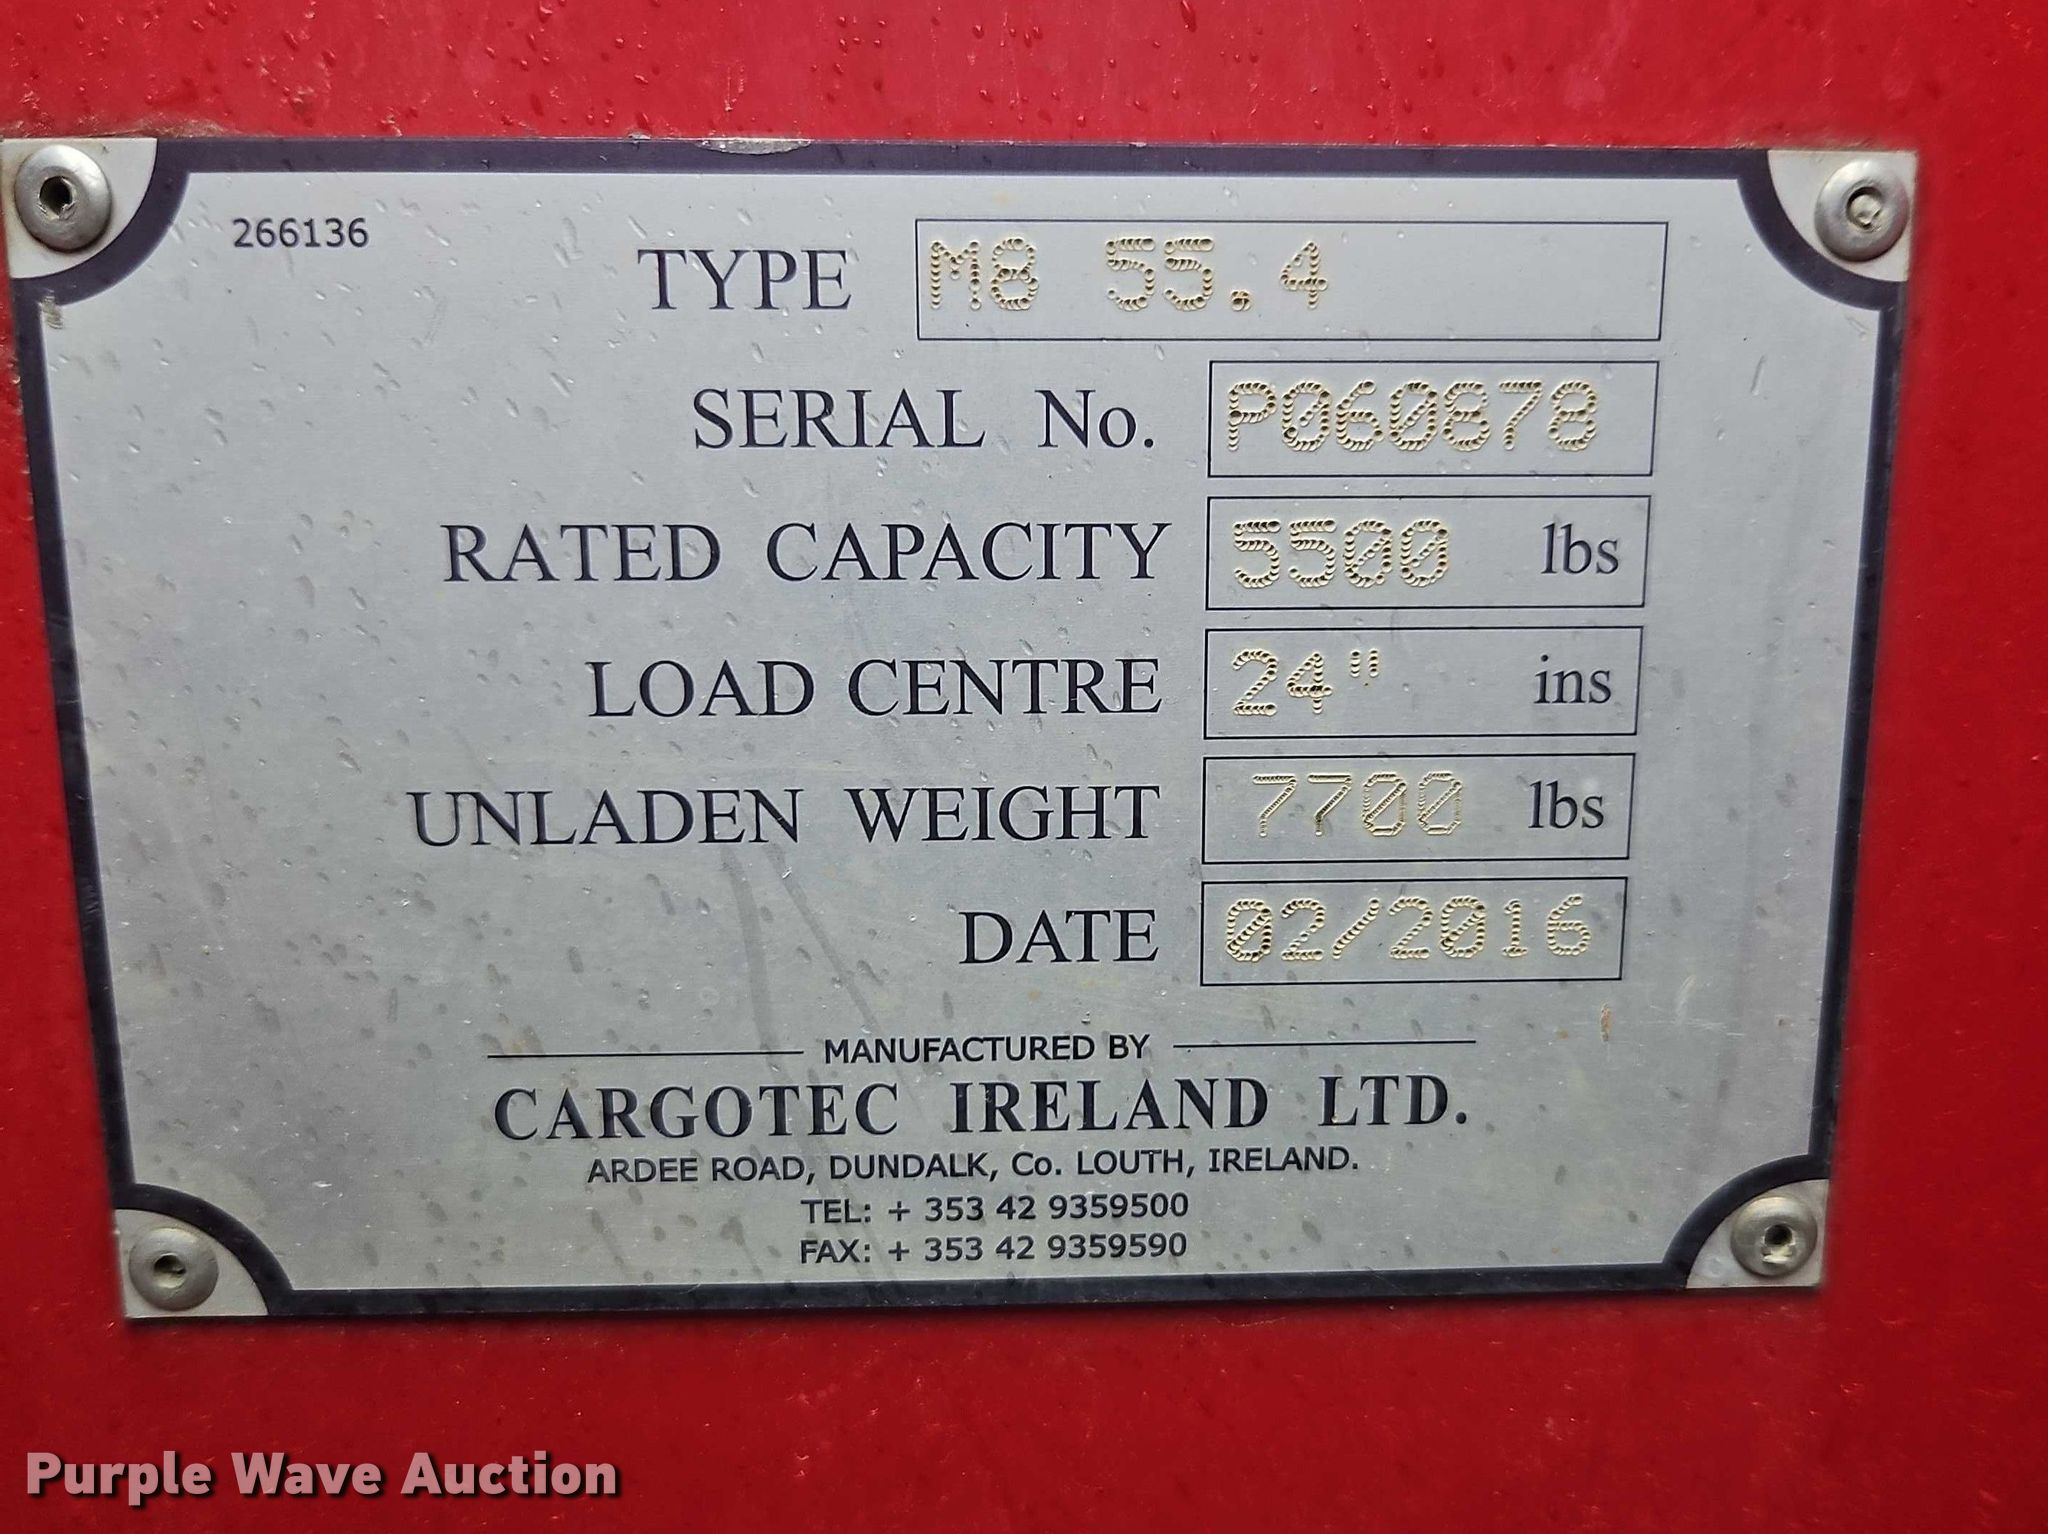 266136
TYPE M8 55.4
SERIAL No. P060878
RATED CAPACITY 5500 lbs
LOAD CENTRE 24" ins
UNLADEN WEIGHT 7700 lbs
DATE 02/2016
MANUFACTURED BY
CARGOTEC IRELAND LTD.
ARDEE ROAD, DUNDALK, Co. LOUTH, IRELAND.
TEL: + 353 42 9359500
FAX: + 353 42 9359590
Purple Wave Auction